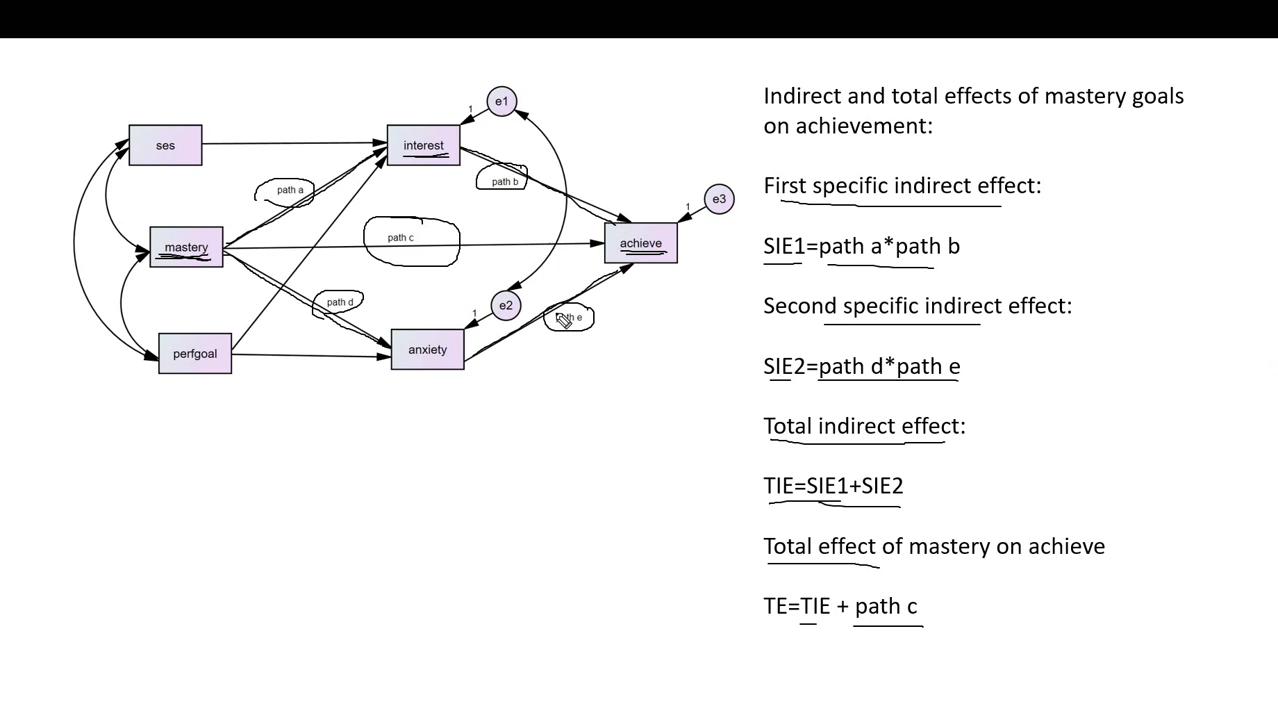 e1
1
ses
interest
path a
path b
e3
1
mastery
path c
achieve
path d
e2
1
perfgoal
anxiety
Indirect and total effects of mastery goals
on achievement:
First specific indirect effect:
SIE1=path a*path b
Second specific indirect effect:
SIE2=path d*path e
Total indirect effect:
TIE=SIE1+SIE2
Total effect of mastery on achieve
TE=TIE + path c